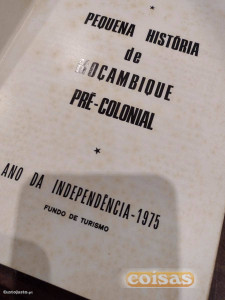 PEQUENA HISTÓRIA
de
MOÇAMBIQUE
PRÉ-COLONIAL
ANO DA INDEPENDÊNCIA-1975
FUNDO DE TURISMO
coisas